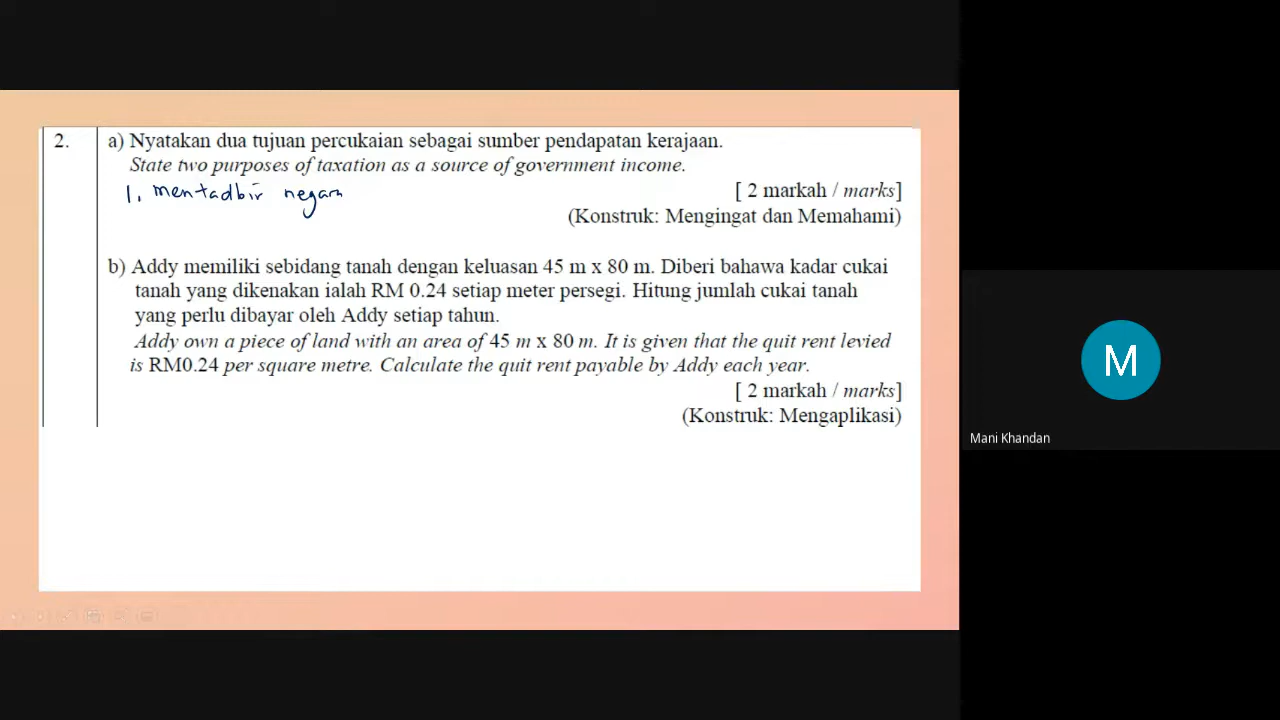 2.
a) Nyatakan dua tujuan percukaian sebagai sumber pendapatan kerajaan.
State two purposes of taxation as a source of government income.
1. mentadbir negara
[ 2 markah / marks]
(Konstruk: Mengingat dan Memahami)
b) Addy memiliki sebidang tanah dengan keluasan 45 m x 80 m. Diberi bahawa kadar cukai
tanah yang dikenakan ialah RM 0.24 setiap meter persegi. Hitung jumlah cukai tanah
yang perlu dibayar oleh Addy setiap tahun.
Addy own a piece of land with an area of 45 m x 80 m. It is given that the quit rent levied
is RM0.24 per square metre. Calculate the quit rent payable by Addy each year.
[ 2 markah / marks]
(Konstruk: Mengaplikasi)
M
Mani Khandan